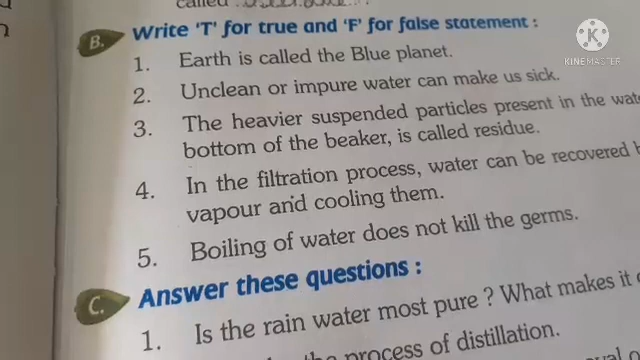 called
B. Write 'T' for true and 'F' for false statement :
1. Earth is called the Blue planet.
2. Unclean or impure water can make us sick.
3. The heavier suspended particles present in the
bottom of the beaker, is called residue.
4. In the filtration process, water can be recovered
vapour and cooling them.
5. Boiling of water does not kill the germs.
C. Answer these questions :
1. Is the rain water most pure ? What makes it
the process of distillation.
KINEMASTER